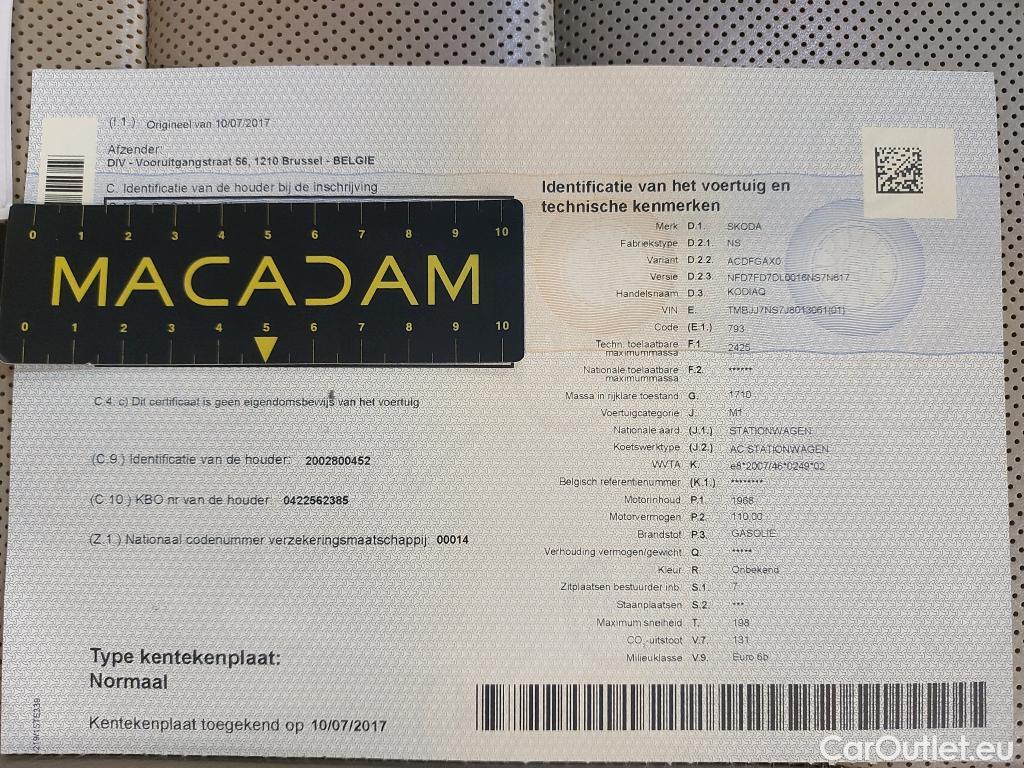 (I.1.) Origineel van 10/07/2017
Afzender:
DIV - Vooruitgangstraat 56, 1210 Brussel - BELGIE
C. Identificatie van de houder bij de inschrijving
0 1 2 3 4 5 6 7 8 9 10
MACADAM
0 1 2 3 4 5 6 7 8 9 10
C.4. c) Dit certificaat is geen eigendomsbewijs van het voertuig
(C.9.) Identificatie van de houder: 2002800452
(C.10.) KBO nr van de houder: 0422562385
(Z.1.) Nationaal codenummer verzekeringsmaatschappij: 00014
Type kentekenplaat:
Normaal
Kentekenplaat toegekend op 10/07/2017
Identificatie van het voertuig en
technische kenmerken
Merk D.1. SKODA
Fabriekstype D.2.1. NS
Variant D.2.2. ACDFGAX0
Versie D.2.3. NFD7FD7DL0016NS7N617
Handelsnaam D.3. KODIAQ
VIN E. TMBJJ7NS7J8013061(01)
Code (E.1.) 793
Techn. toelaatbare F.1. 2425
maximummassa
Nationale toelaatbare F.2. ******
maximummassa
Massa in rijklare toestand G. 1710
Voertuigcategorie J. M1
Nationale aard (J.1.) STATIONWAGEN
Koetswerktype (J.2.) AC STATIONWAGEN
WVTA K. e8*2007/46*0249*02
Belgisch referentienummer (K.1.) ********
Motorinhoud P.1. 1968
Motorvermogen P.2. 110,00
Brandstof P.3. GASOLIE
Verhouding vermogen/gewicht Q. *****
Kleur R. Onbekend
Zitplaatsen bestuurder inb. S.1. 7
Staanplaatsen S.2. ***
Maximum snelheid T. 198
CO2-uitstoot V.7. 131
Milieuklasse V.9. Euro 6b
CarOutlet.eu